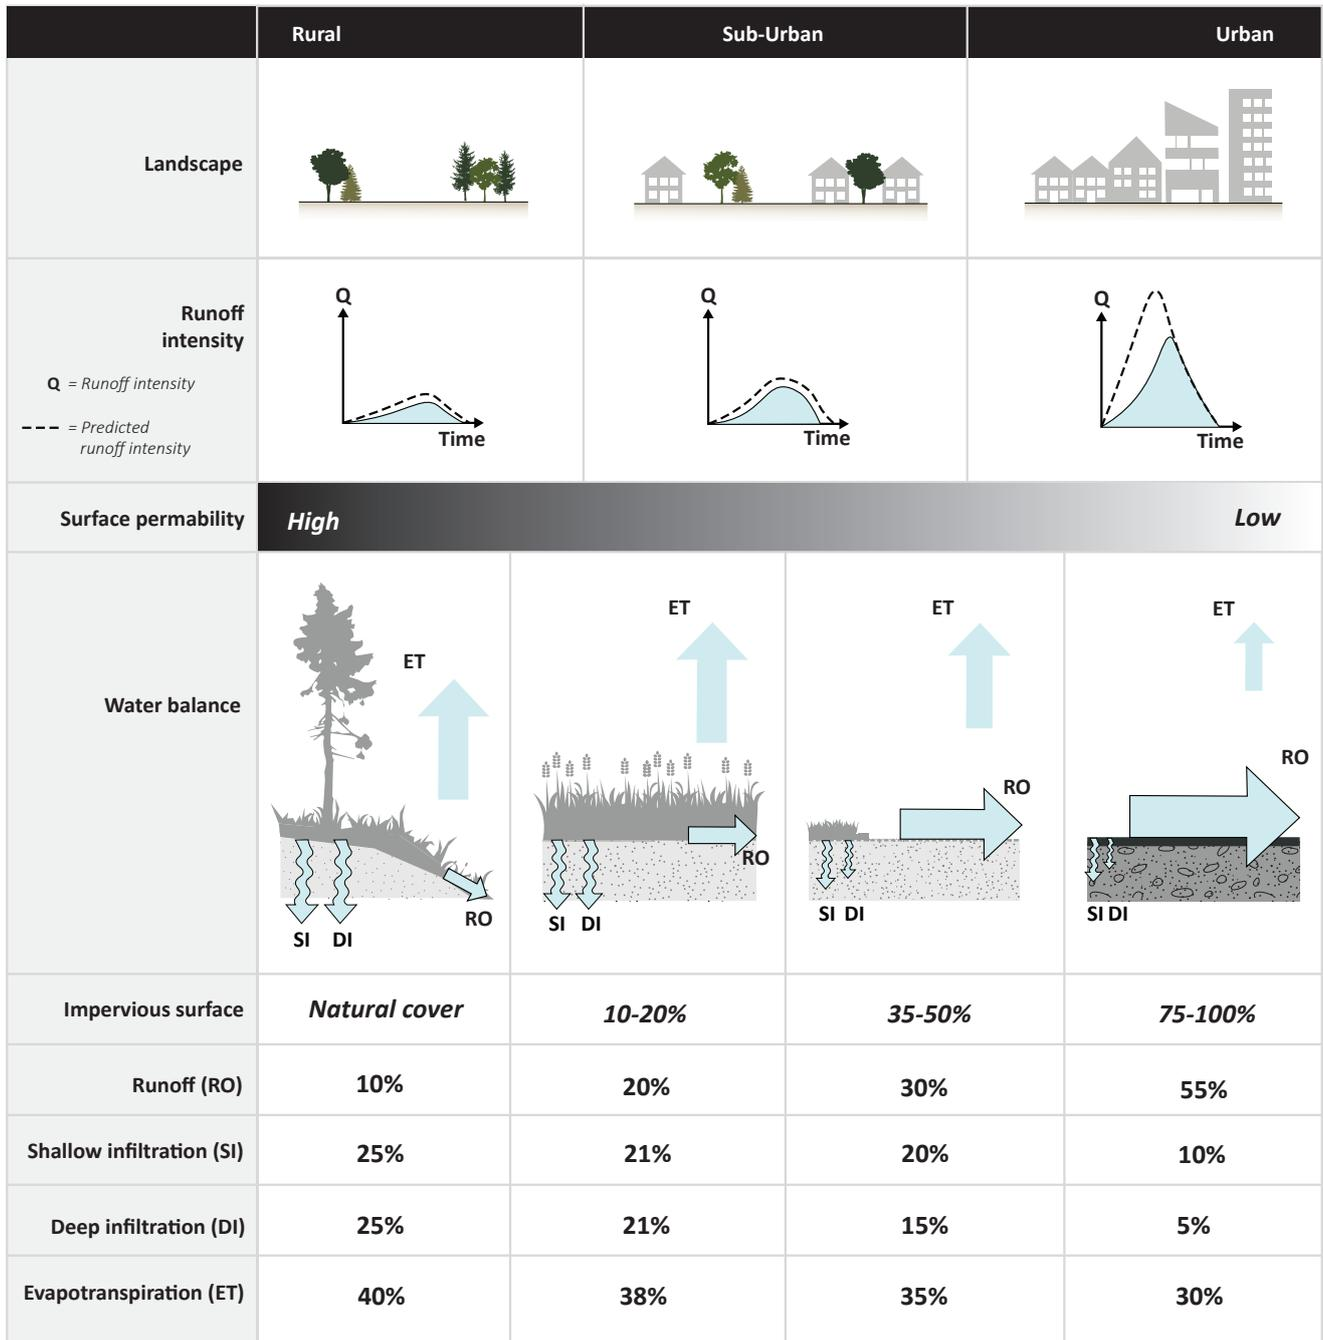 Rural
Sub-Urban
Urban
Landscape
Runoff
intensity
Q = Runoff intensity
= Predicted
runoff intensity
Q
Time
Q
Time
Q
Time
Surface permability
High
Low
Water balance
ET
SI
DI
RO
ET
SI
DI
RO
ET
SI
DI
RO
ET
SI
DI
RO
Impervious surface
Natural cover
10-20%
35-50%
75-100%
Runoff (RO)
10%
20%
30%
55%
Shallow infiltration (SI)
25%
21%
20%
10%
Deep infiltration (DI)
25%
21%
15%
5%
Evapotranspiration (ET)
40%
38%
35%
30%